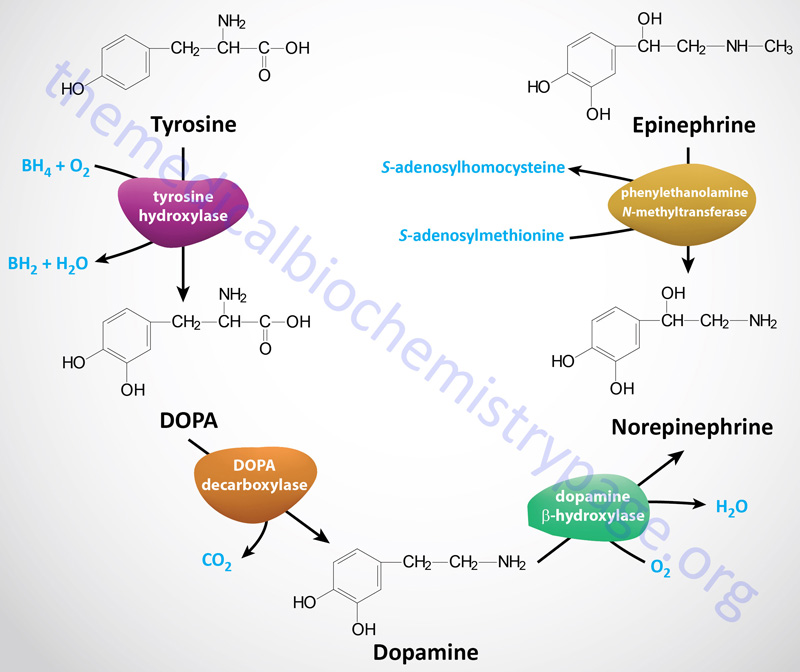 NH2
CH2
CH
C
OH
O
HO
Tyrosine
BH4 + O2
tyrosine
hydroxylase
BH2 + H2O
NH2
CH2
CH
C
OH
O
HO
OH
DOPA
DOPA
decarboxylase
CO2
CH2
CH2
NH2
HO
OH
Dopamine
OH
CH
CH2
NH
CH3
HO
OH
Epinephrine
S-adenosylhomocysteine
phenylethanolamine
N-methyltransferase
S-adenosylmethionine
OH
CH
CH2
NH2
HO
OH
Norepinephrine
dopamine
β-hydroxylase
H2O
O2
themedicalbiochemistrypage.org